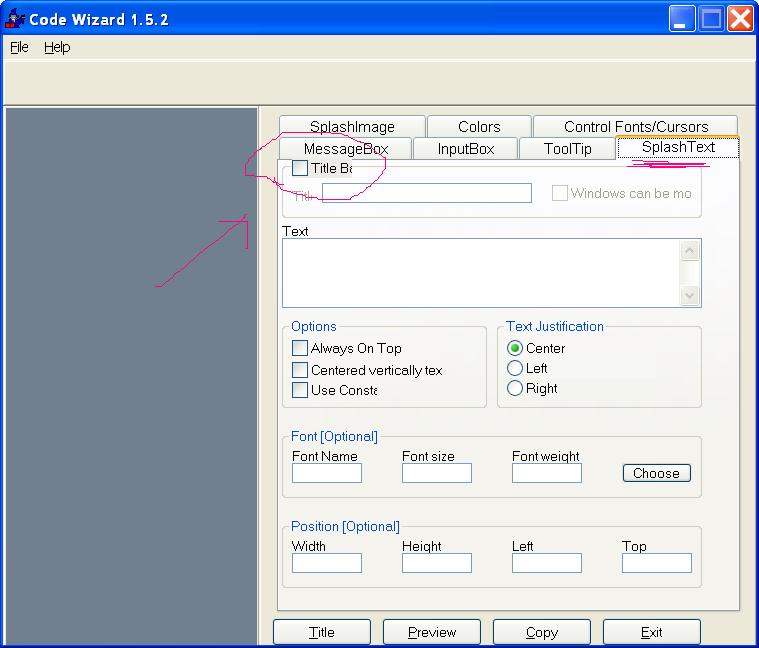 Code Wizard 1.5.2
File Help
SplashImage Colors Control Fonts/Cursors
MessageBox InputBox ToolTip SplashText
Title Ba
Title Windows can be mo
Text
Options Text Justification
Always On Top Center
Centered vertically tex Left
Use Consta Right
Font [Optional]
Font Name Font size Font weight
Choose
Position [Optional]
Width Height Left Top
Title Preview Copy Exit